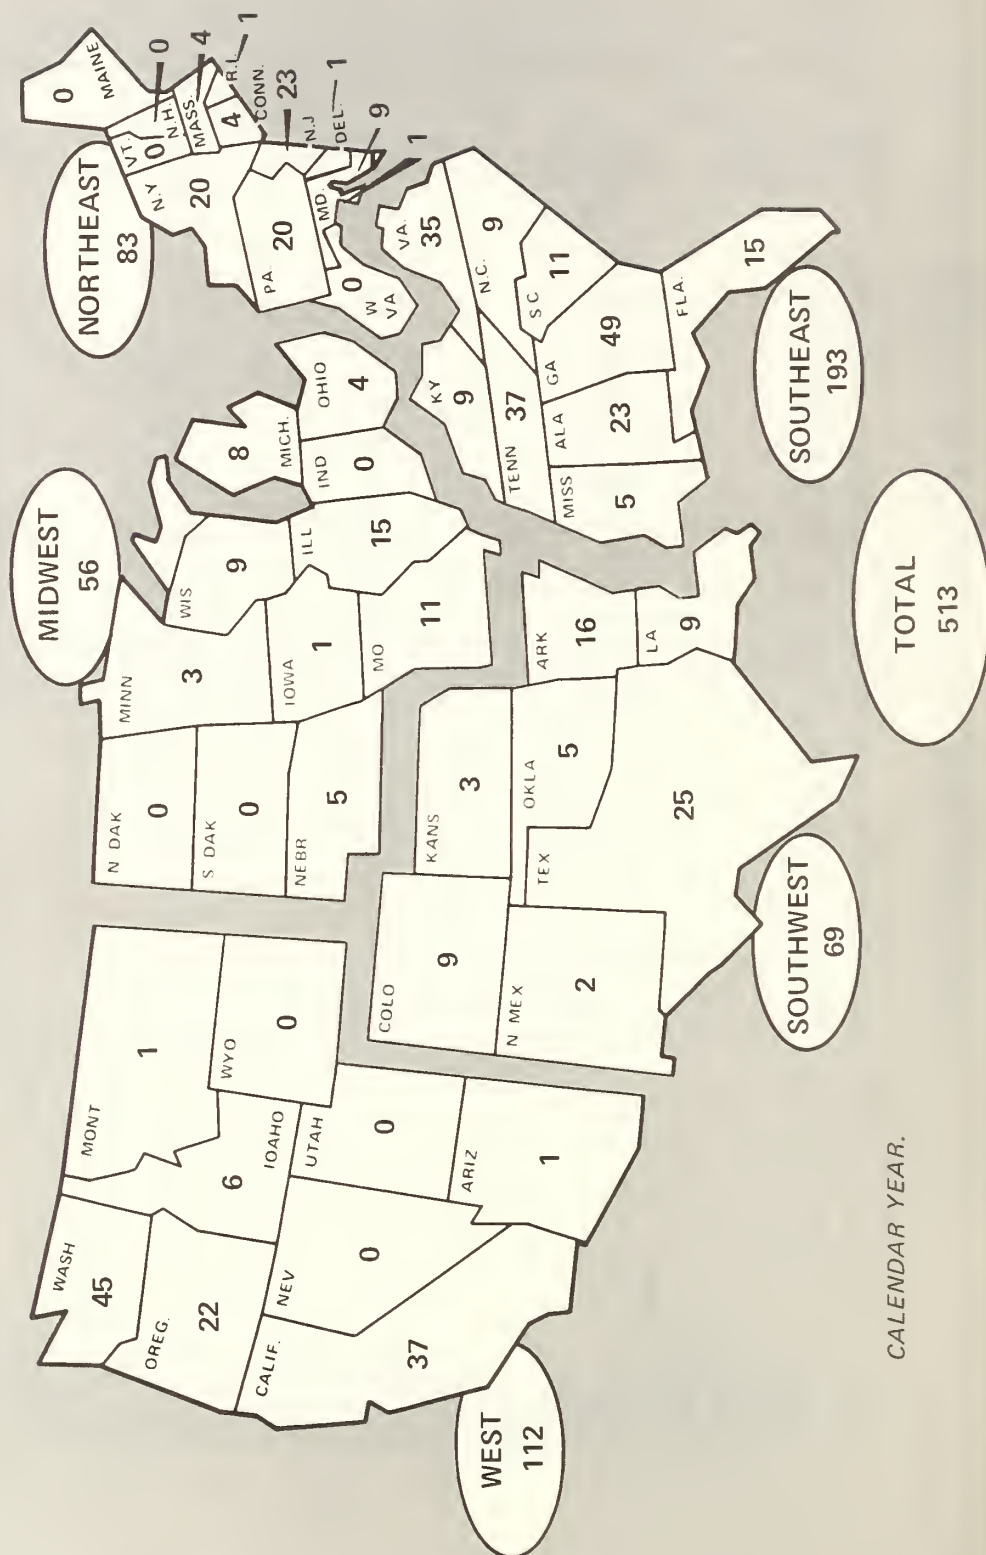 WEST
112
WASH
45
OREG.
22
CALIF.
37
NEV
0
IOAHO
6
MONT
1
WYO
0
UTAH
0
ARIZ
1
MIDWEST
56
N DAK
0
S DAK
0
NEBR
5
MINN
3
IOWA
1
MO
11
WIS
9
ILL
15
MICH.
8
IND
0
OHIO
4
NORTHEAST
83
MAINE
0
VT.
0
N.H.
0
MASS.
4
R.I.
1
CONN.
4
N.Y
20
PA.
20
N.J
23
DEL.
1
MD.
9
1
W
VA
0
SOUTHWEST
69
COLO
9
KANS
3
N MEX
2
OKLA
5
TEX
25
ARK
16
LA
9
SOUTHEAST
193
KY
9
VA.
35
TENN
37
N.C.
9
S C
11
MISS
5
ALA
23
GA
49
FLA.
15
TOTAL
513
CALENDAR YEAR.